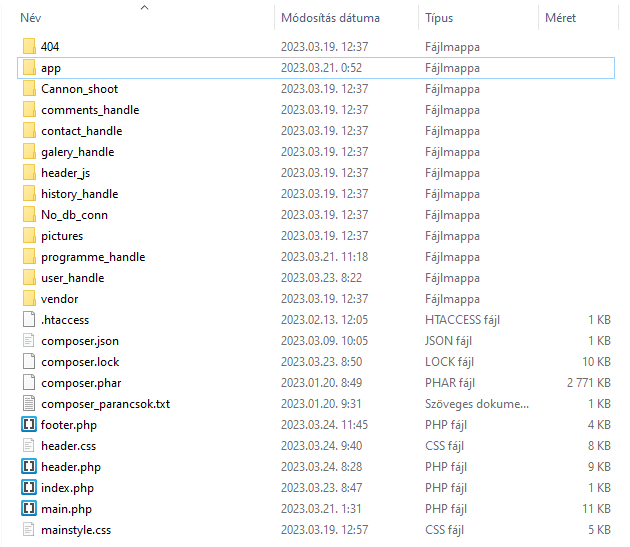 Név Módosítás dátuma Típus Méret
404 2023.03.19. 12:37 Fájlmappa
app 2023.03.21. 0:52 Fájlmappa
Cannon_shoot 2023.03.19. 12:37 Fájlmappa
comments_handle 2023.03.19. 12:37 Fájlmappa
contact_handle 2023.03.19. 12:37 Fájlmappa
galery_handle 2023.03.19. 12:37 Fájlmappa
header_js 2023.03.19. 12:37 Fájlmappa
history_handle 2023.03.19. 12:37 Fájlmappa
No_db_conn 2023.03.19. 12:37 Fájlmappa
pictures 2023.03.19. 12:37 Fájlmappa
programme_handle 2023.03.21. 11:18 Fájlmappa
user_handle 2023.03.23. 8:22 Fájlmappa
vendor 2023.03.19. 12:37 Fájlmappa
.htaccess 2023.02.13. 12:05 HTACCESS fájl 1 KB
composer.json 2023.03.09. 10:05 JSON fájl 1 KB
composer.lock 2023.03.23. 8:50 LOCK fájl 10 KB
composer.phar 2023.01.20. 8:49 PHAR fájl 2 771 KB
composer_parancsok.txt 2023.01.20. 9:31 Szöveges dokume... 1 KB
footer.php 2023.03.24. 11:45 PHP fájl 4 KB
header.css 2023.03.24. 9:40 CSS fájl 8 KB
header.php 2023.03.24. 8:28 PHP fájl 9 KB
index.php 2023.03.23. 8:47 PHP fájl 1 KB
main.php 2023.03.21. 1:31 PHP fájl 11 KB
mainstyle.css 2023.03.19. 12:57 CSS fájl 5 KB